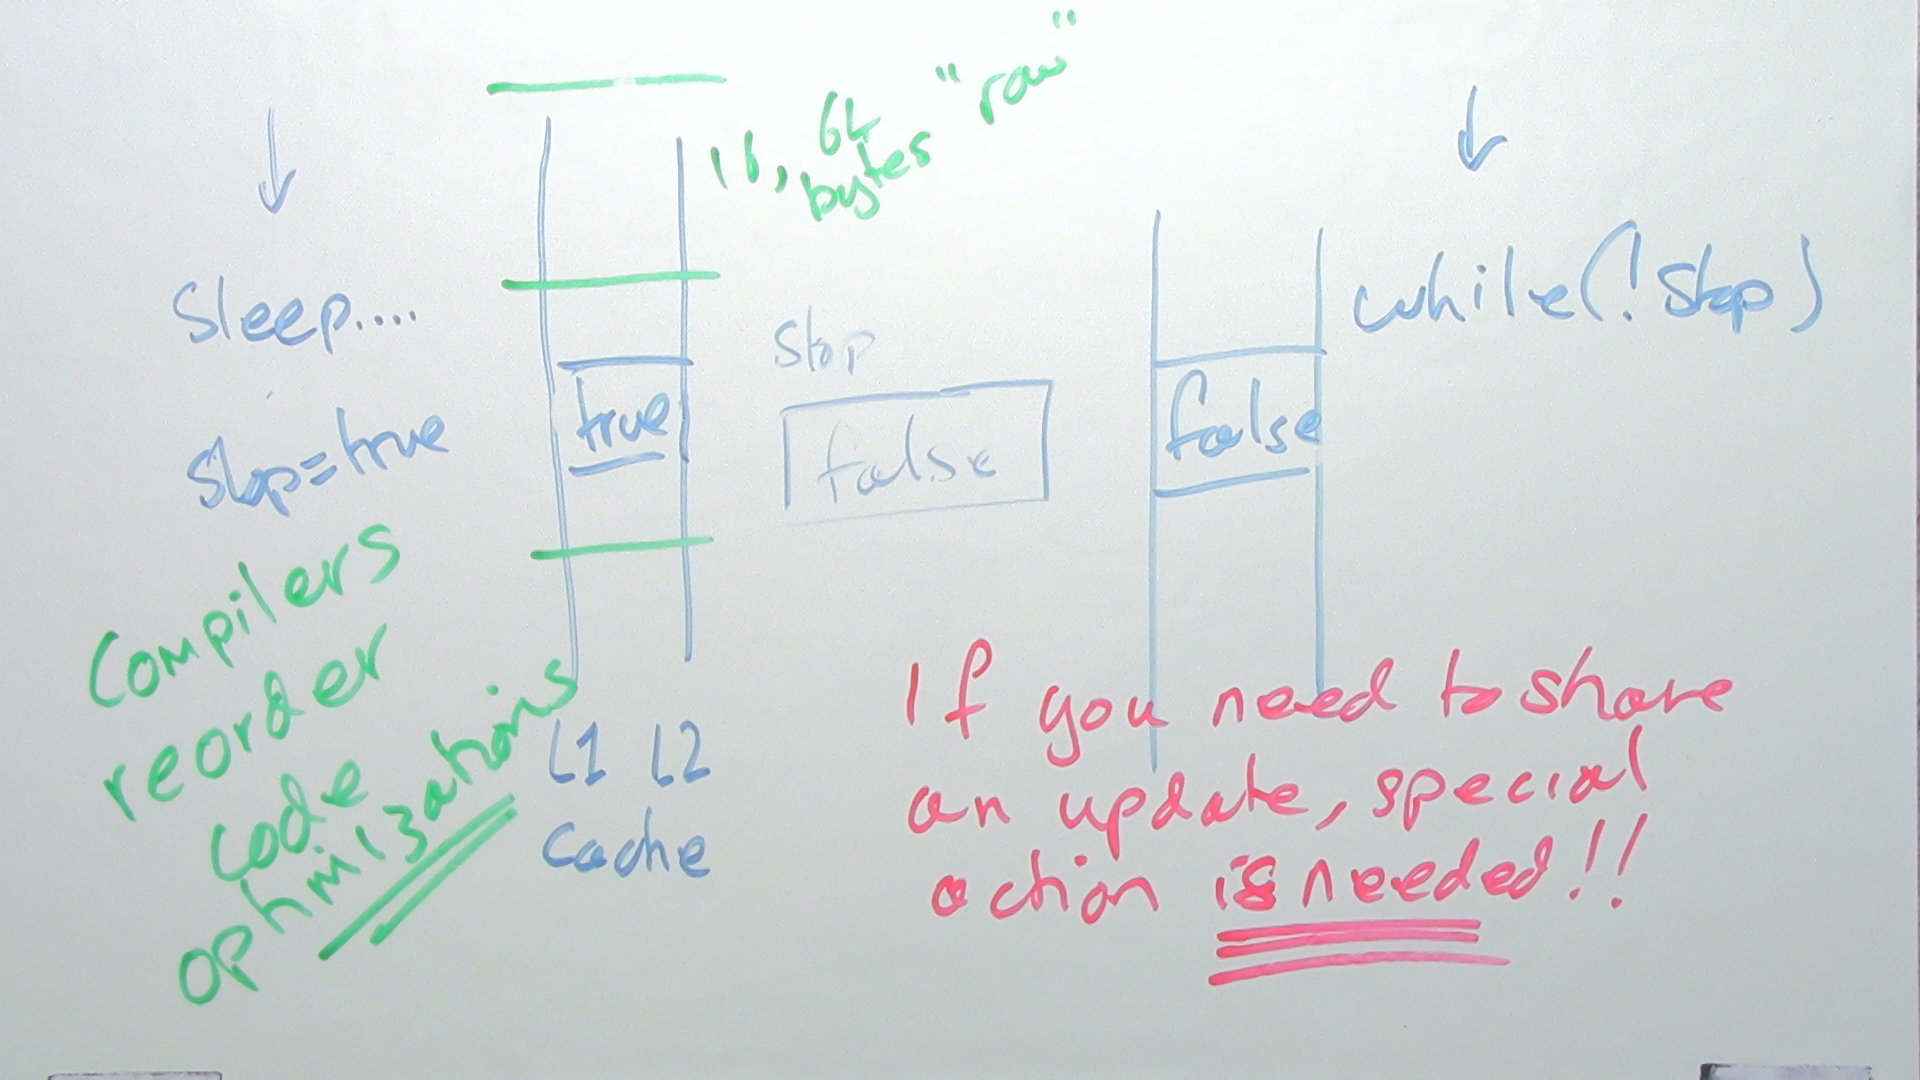 16, 64 "row"
bytes
Sleep....
stop=true
true
stop
false
false
while(!stop)
Compilers
reorder
code
optimizations
L1 L2
cache
If you need to share
an update, special
action is needed!!